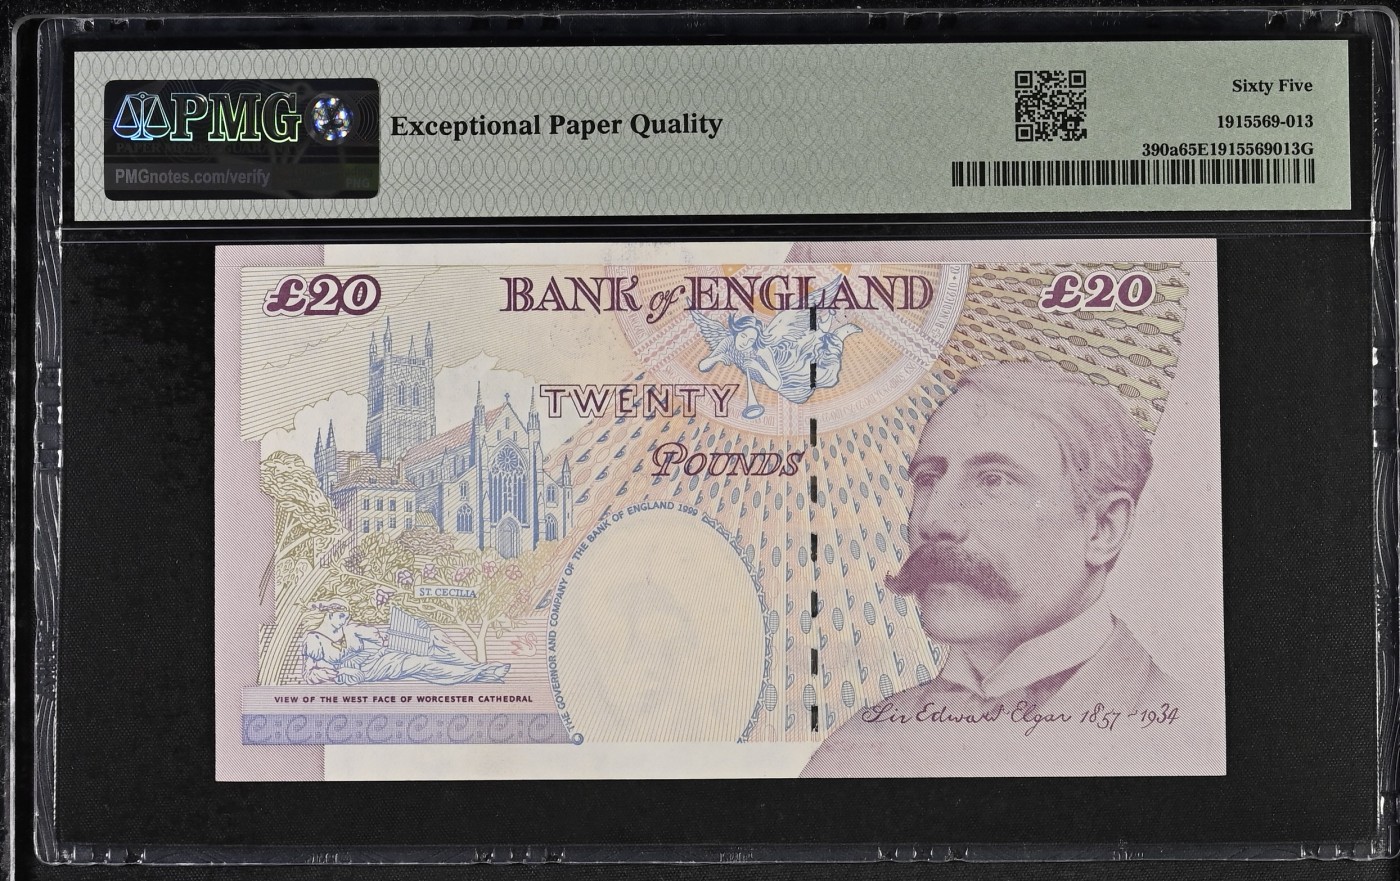 PMG
PMGnotes.com/verify
Exceptional Paper Quality
Sixty Five
1915569-013
390a65E1915569013G
£20
BANK of ENGLAND
£20
TWENTY
POUNDS
© THE GOVERNOR AND COMPANY OF THE BANK OF ENGLAND 1999
ST. CECILIA
VIEW OF THE WEST FACE OF WORCESTER CATHEDRAL
Sir Edward Elgar 1857-1934